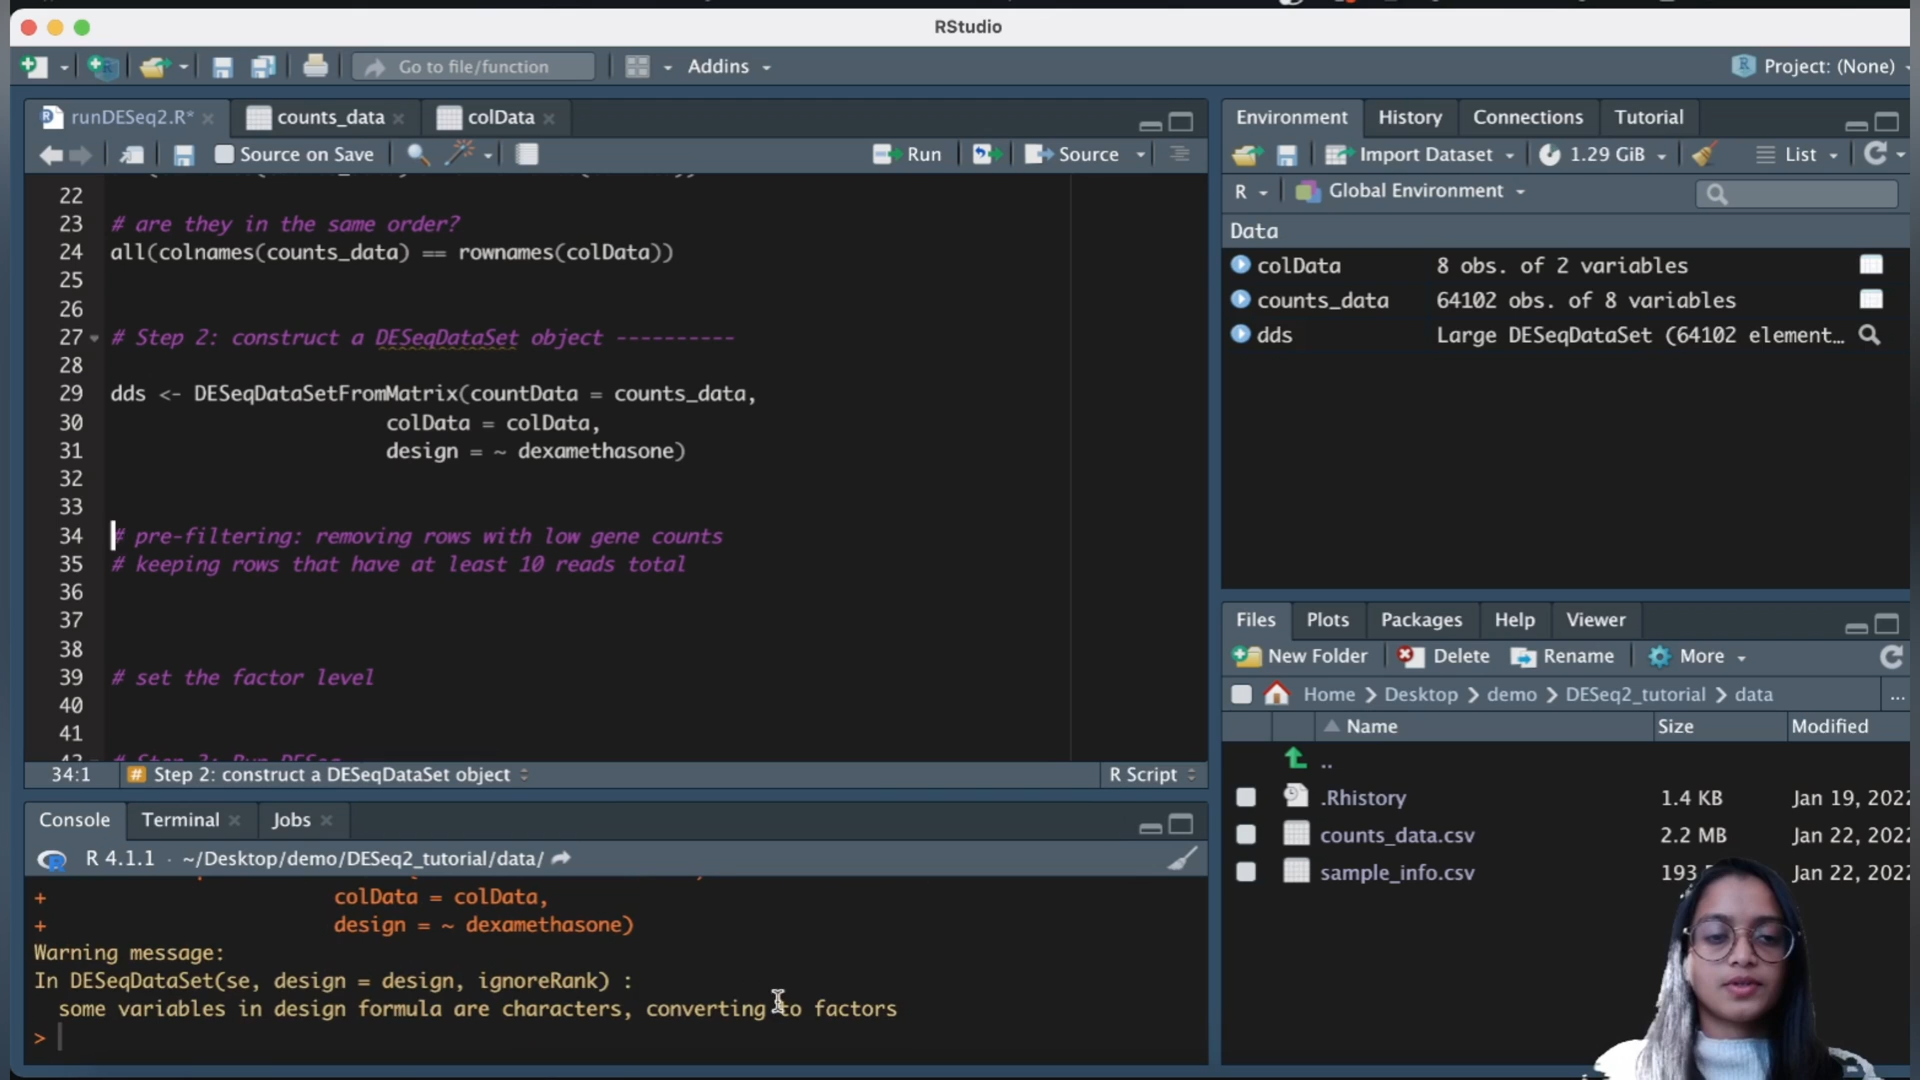 RStudio
Go to file/function
Addins
Project: (None)
runDESeq2.R*
counts_data
colData
Source on Save
Run
Source
22
23 # are they in the same order?
24 all(colnames(counts_data) == rownames(colData))
25
26
27 # Step 2: construct a DESeqDataSet object ----------
28
29 dds <- DESeqDataSetFromMatrix(countData = counts_data,
30 colData = colData,
31 design = ~ dexamethasone)
32
33
34 # pre-filtering: removing rows with low gene counts
35 # keeping rows that have at least 10 reads total
36
37
38
39 # set the factor level
40
41
42 # Step 3: Run DESeq
34:1 # Step 2: construct a DESeqDataSet object R Script
Console Terminal Jobs
R 4.1.1 · ~/Desktop/demo/DESeq2_tutorial/data/
+ colData = colData,
+ design = ~ dexamethasone)
Warning message:
In DESeqDataSet(se, design = design, ignoreRank) :
some variables in design formula are characters, converting to factors
>
Environment History Connections Tutorial
Import Dataset 1.29 GiB List
R Global Environment
Data
colData 8 obs. of 2 variables
counts_data 64102 obs. of 8 variables
dds Large DESeqDataSet (64102 element…
Files Plots Packages Help Viewer
New Folder Delete Rename More
Home > Desktop > demo > DESeq2_tutorial > data ...
Name Size Modified
..
.Rhistory 1.4 KB Jan 19, 2022
counts_data.csv 2.2 MB Jan 22, 2022
sample_info.csv 193 Jan 22, 2022